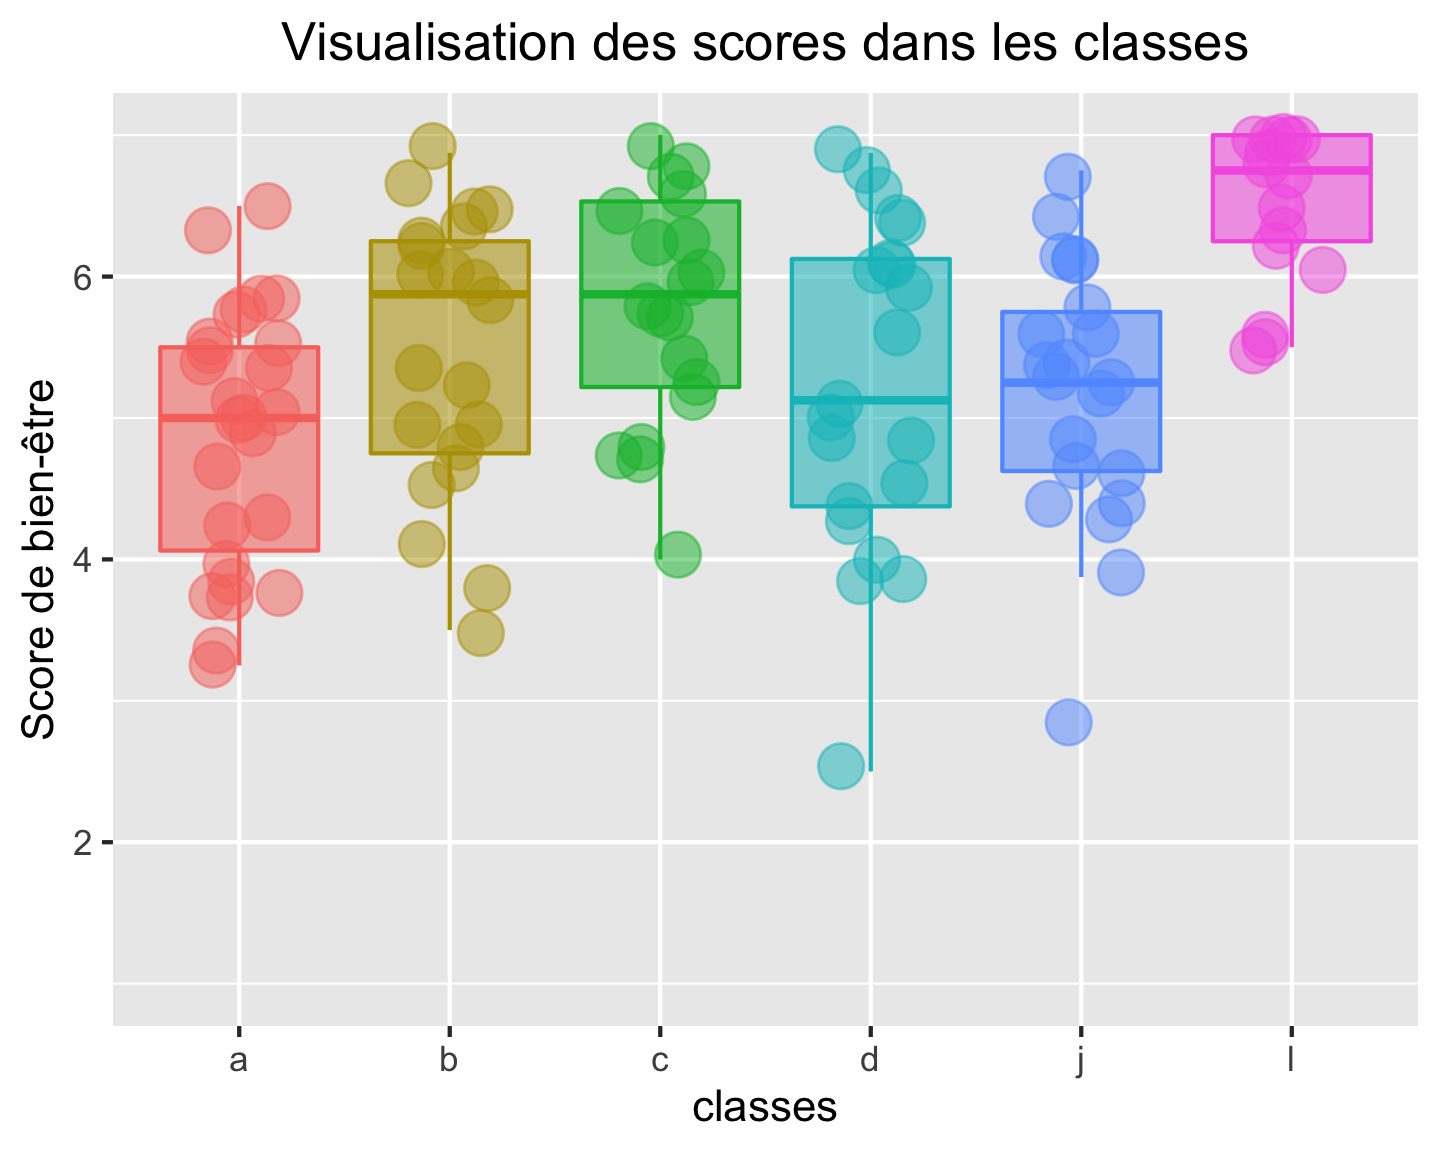 Visualisation des scores dans les classes
Score de bien-être
6
4
2
a b c d j l
classes